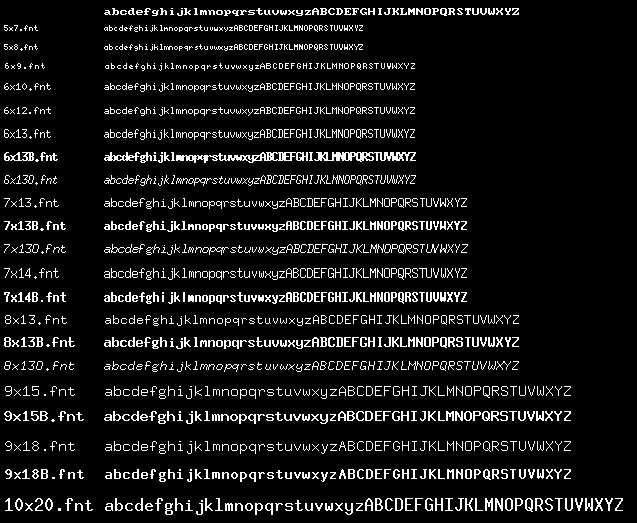 abcdefghijklmnopqrstuvwxyzABCDEFGHIJKLMNOPQRSTUVWXYZ
5x7.fnt abcdefghijklmnopqrstuvwxyzABCDEFGHIJKLMNOPQRSTUVWXYZ
5x8.fnt abcdefghijklmnopqrstuvwxyzABCDEFGHIJKLMNOPQRSTUVWXYZ
6x9.fnt abcdefghijklmnopqrstuvwxyzABCDEFGHIJKLMNOPQRSTUVWXYZ
6x10.fnt abcdefghijklmnopqrstuvwxyzABCDEFGHIJKLMNOPQRSTUVWXYZ
6x12.fnt abcdefghijklmnopqrstuvwxyzABCDEFGHIJKLMNOPQRSTUVWXYZ
6x13.fnt abcdefghijklmnopqrstuvwxyzABCDEFGHIJKLMNOPQRSTUVWXYZ
6x13B.fnt abcdefghijklmnopqrstuvwxyzABCDEFGHIJKLMNOPQRSTUVWXYZ
6x13O.fnt abcdefghijklmnopqrstuvwxyzABCDEFGHIJKLMNOPQRSTUVWXYZ
7x13.fnt abcdefghijklmnopqrstuvwxyzABCDEFGHIJKLMNOPQRSTUVWXYZ
7x13B.fnt abcdefghijklmnopqrstuvwxyzABCDEFGHIJKLMNOPQRSTUVWXYZ
7x13O.fnt abcdefghijklmnopqrstuvwxyzABCDEFGHIJKLMNOPQRSTUVWXYZ
7x14.fnt abcdefghijklmnopqrstuvwxyzABCDEFGHIJKLMNOPQRSTUVWXYZ
7x14B.fnt abcdefghijklmnopqrstuvwxyzABCDEFGHIJKLMNOPQRSTUVWXYZ
8x13.fnt abcdefghijklmnopqrstuvwxyzABCDEFGHIJKLMNOPQRSTUVWXYZ
8x13B.fnt abcdefghijklmnopqrstuvwxyzABCDEFGHIJKLMNOPQRSTUVWXYZ
8x13O.fnt abcdefghijklmnopqrstuvwxyzABCDEFGHIJKLMNOPQRSTUVWXYZ
9x15.fnt abcdefghijklmnopqrstuvwxyzABCDEFGHIJKLMNOPQRSTUVWXYZ
9x15B.fnt abcdefghijklmnopqrstuvwxyzABCDEFGHIJKLMNOPQRSTUVWXYZ
9x18.fnt abcdefghijklmnopqrstuvwxyzABCDEFGHIJKLMNOPQRSTUVWXYZ
9x18B.fnt abcdefghijklmnopqrstuvwxyzABCDEFGHIJKLMNOPQRSTUVWXYZ
10x20.fnt abcdefghijklmnopqrstuvwxyzABCDEFGHIJKLMNOPQRSTUVWXYZ